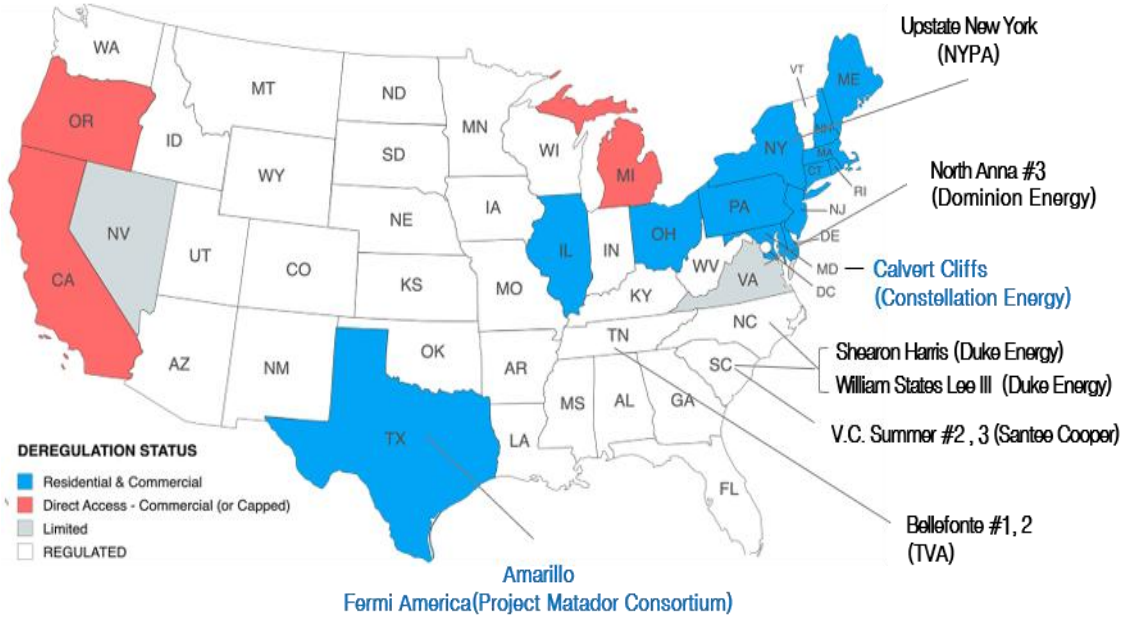 Upstate New York
(NYPA)
North Anna #3
(Dominion Energy)
Calvert Cliffs
(Constellation Energy)
Shearon Harris (Duke Energy)
William States Lee III (Duke Energy)
V.C. Summer #2 , 3 (Santee Cooper)
Bellefonte #1, 2
(TVA)
Amarillo
Fermi America(Project Matador Consortium)
WA
OR
CA
NV
ID
MT
WY
UT
AZ
CO
NM
ND
SD
NE
KS
OK
TX
MN
IA
MO
AR
LA
WI
IL
MI
IN
OH
KY
TN
MS
AL
GA
FL
SC
NC
VA
WV
PA
NY
VT
ME
MA
CT
RI
NJ
DE
MD
DC
DEREGULATION STATUS
Residential & Commercial
Direct Access - Commercial (or Capped)
Limited
REGULATED